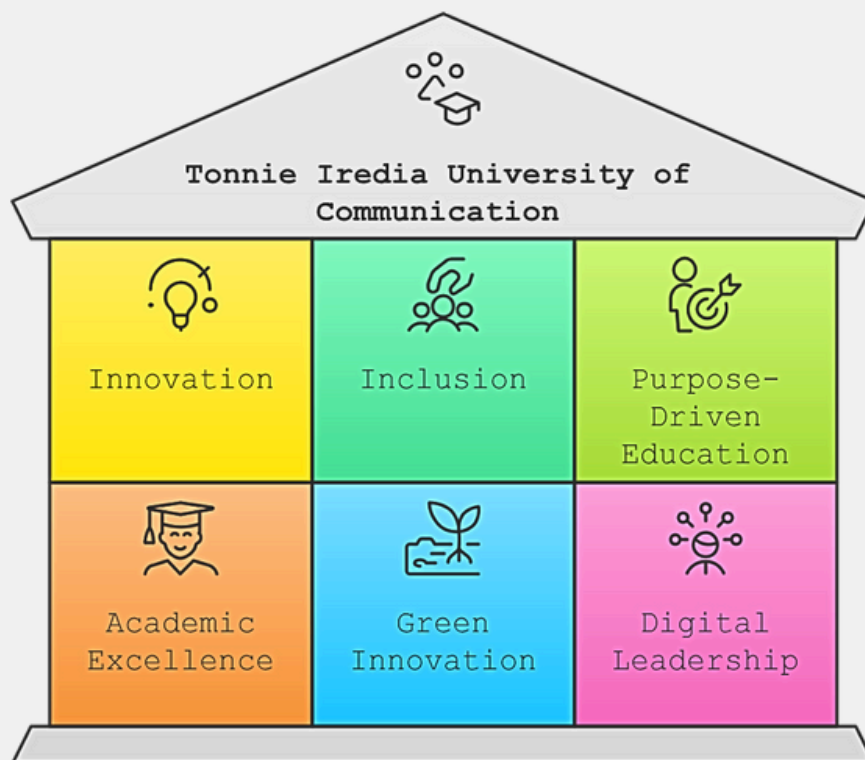 Tonnie Iredia University of
Communication
Innovation
Inclusion
Purpose-
Driven
Education
Academic
Excellence
Green
Innovation
Digital
Leadership